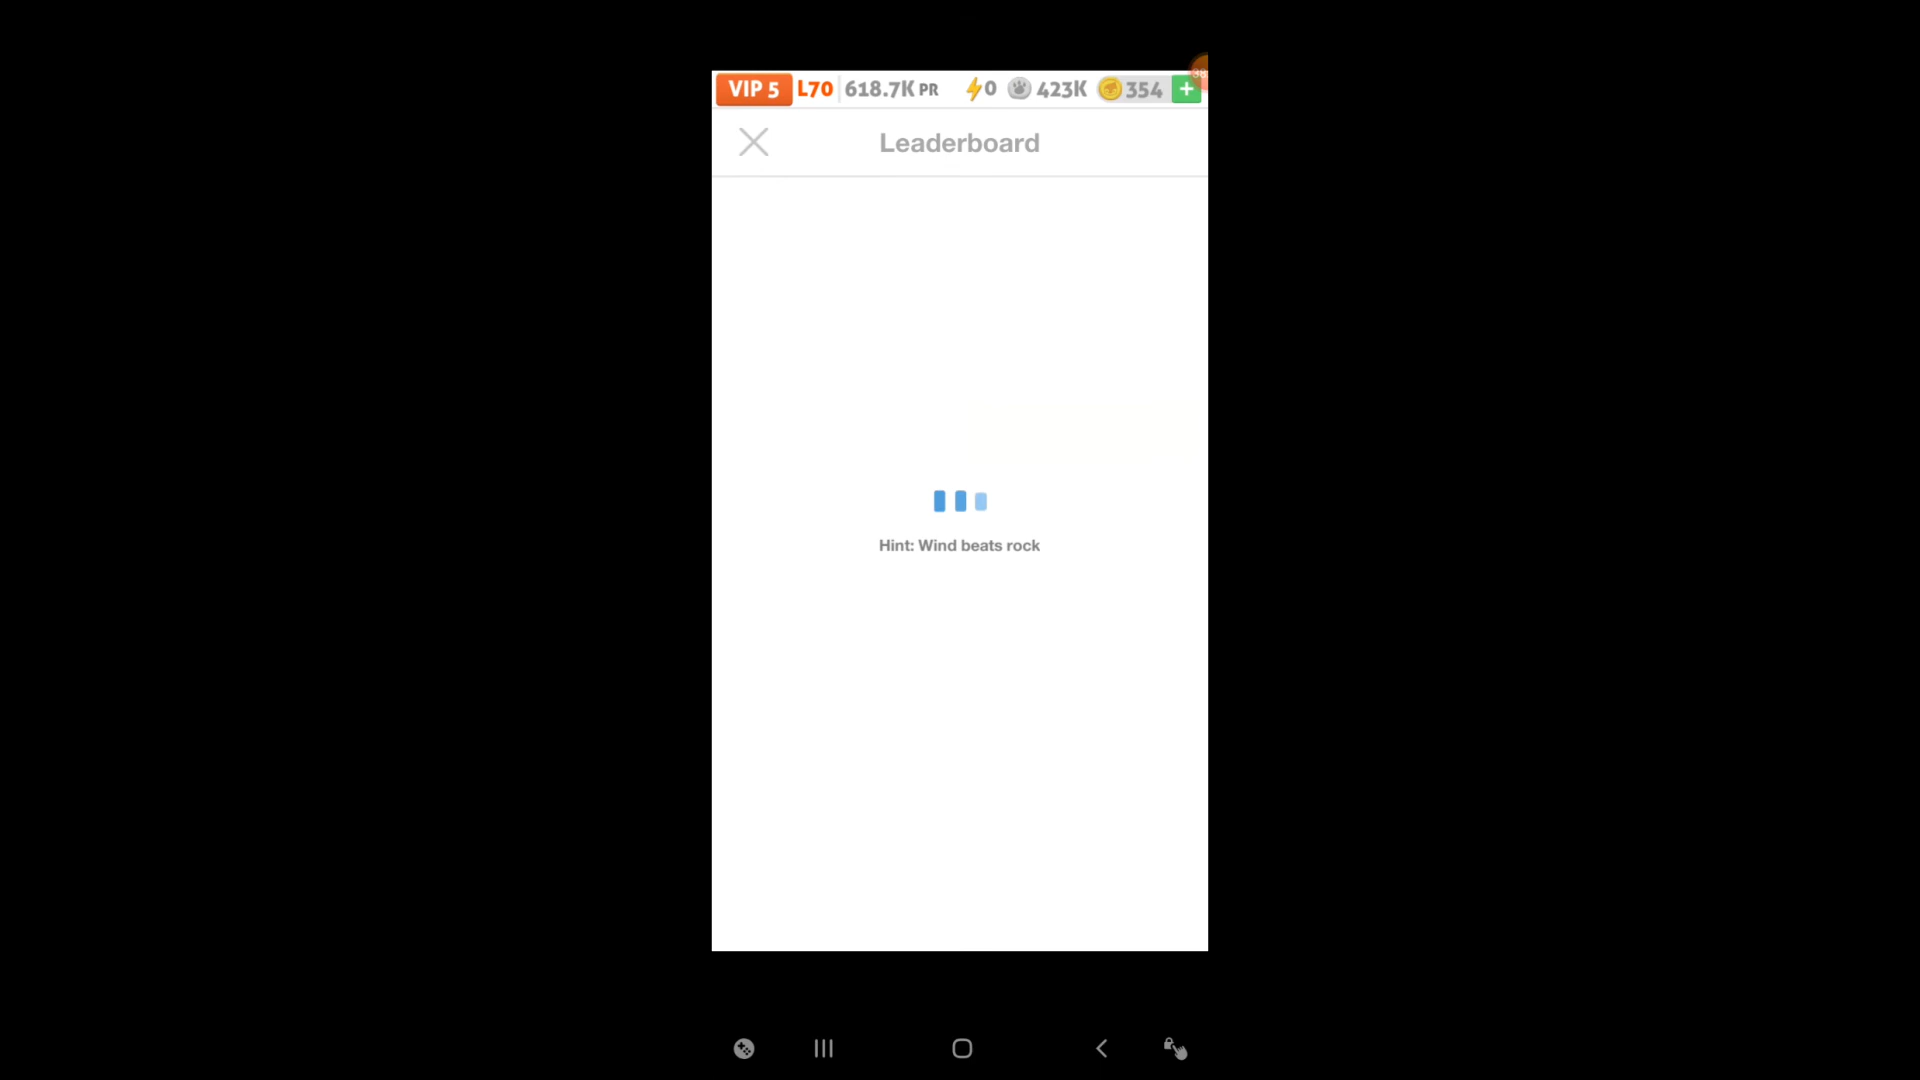 VIP 5 L70 618.7K PR 0 423K 354 +
Leaderboard
Hint: Wind beats rock